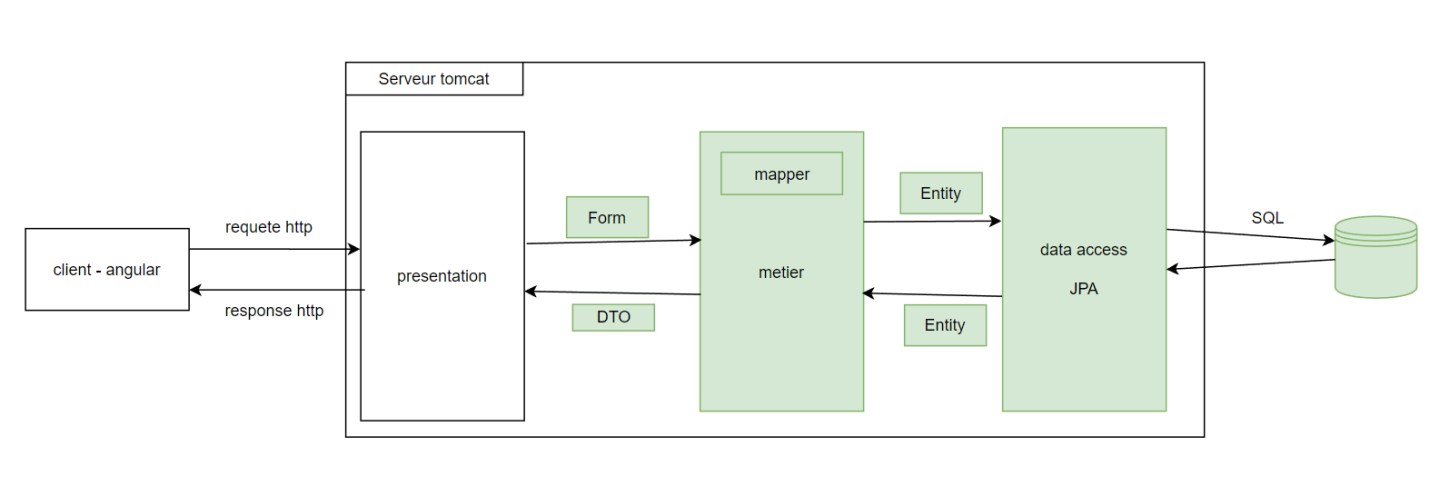 Serveur tomcat
mapper
Entity
Form
SQL
requete http
client - angular
presentation
metier
data access
JPA
response http
DTO
Entity